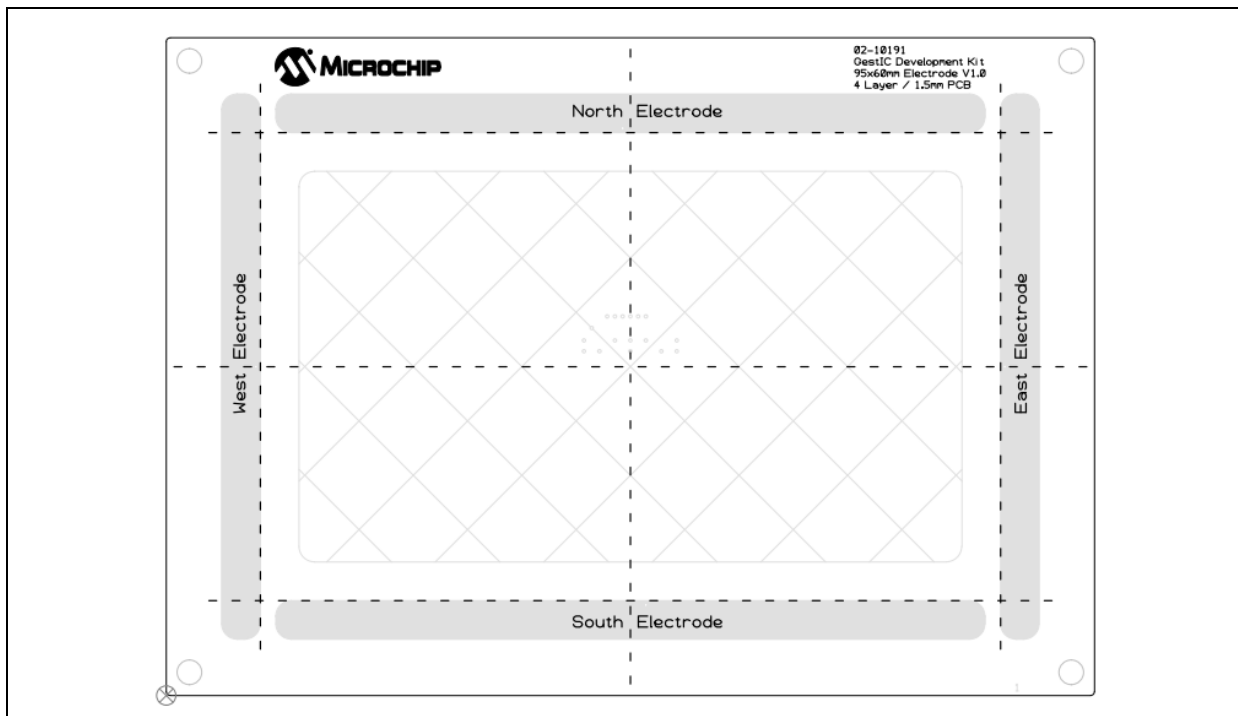 MICROCHIP
02-10191
GestIC Development Kit
95x60mm Electrode V1.0
4 Layer / 1.5mm PCB
North Electrode
West Electrode
East Electrode
South Electrode
1